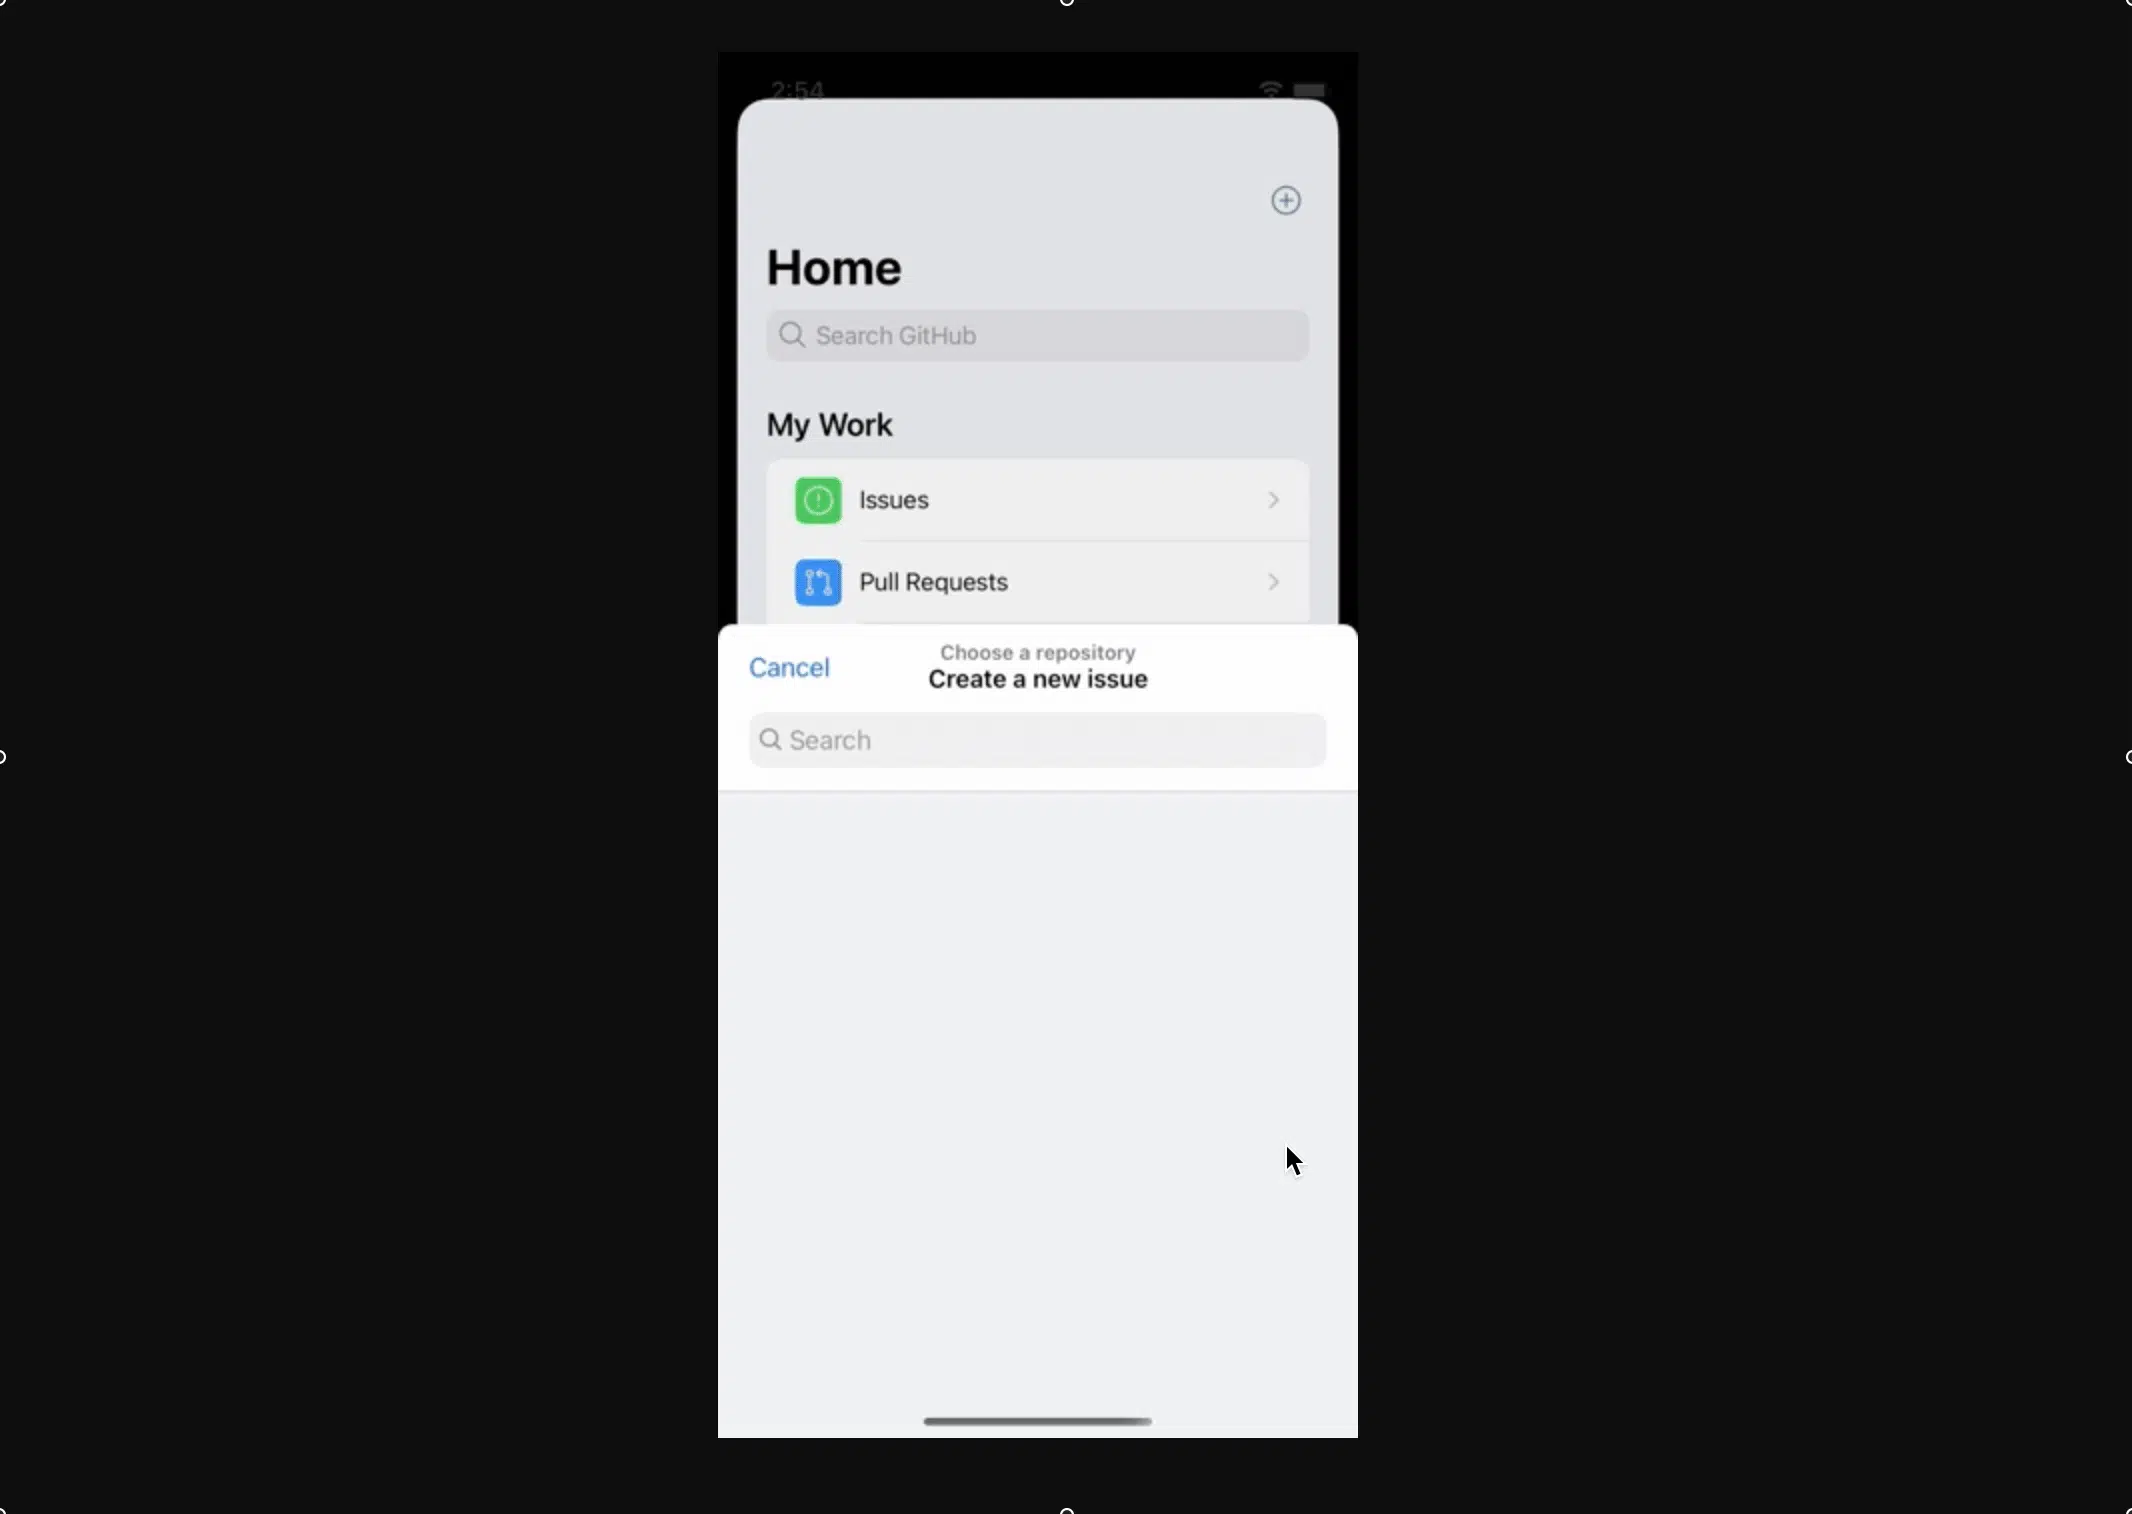 2:54
Home
Search GitHub
My Work
Issues
Pull Requests
Cancel
Choose a repository
Create a new issue
Search